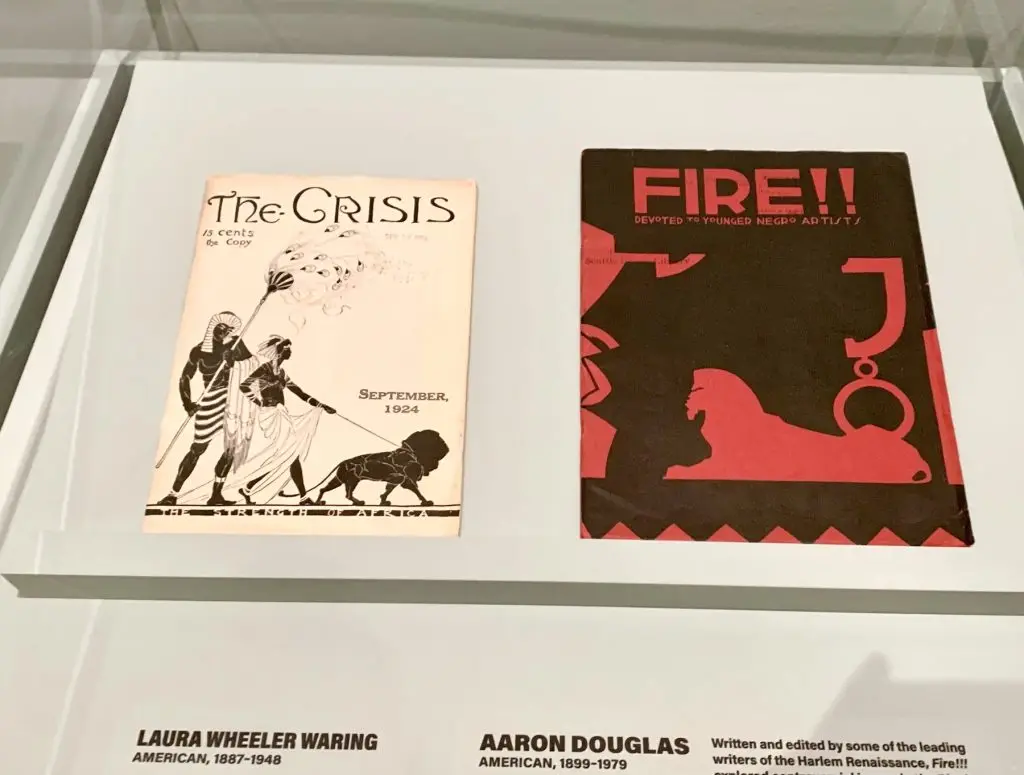 The CRISIS
15 cents
the Copy
SEPTEMBER,
1924
THE STRENGTH OF AFRICA
FIRE!!
DEVOTED TO YOUNGER NEGRO ARTISTS
Library
LAURA WHEELER WARING
AMERICAN, 1887–1948
AARON DOUGLAS
AMERICAN, 1899–1979
Written and edited by some of the leading
writers of the Harlem Renaissance, Fire!!!